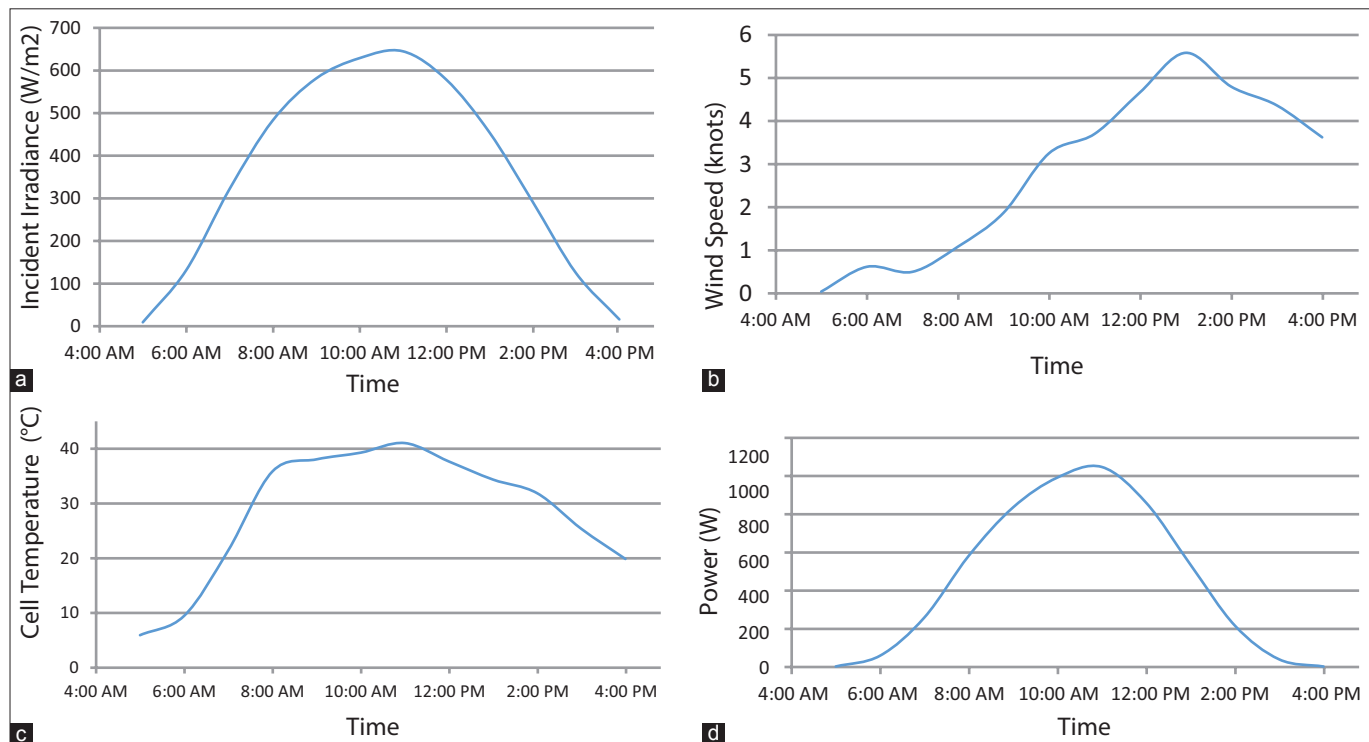 700
600
500
400
300
200
100
0
Incident Irradiance (W/m2)
4:00 AM 6:00 AM 8:00 AM 10:00 AM 12:00 PM 2:00 PM 4:00 PM
Time
a
6
5
4
3
2
1
0
Wind Speed (knots)
4:00 AM 6:00 AM 8:00 AM 10:00 AM 12:00 PM 2:00 PM 4:00 PM
Time
b
40
30
20
10
0
Cell Temperature (°C)
4:00 AM 6:00 AM 8:00 AM 10:00 AM 12:00 PM 2:00 PM 4:00 PM
Time
c
1200
1000
800
600
400
200
0
Power (W)
4:00 AM 6:00 AM 8:00 AM 10:00 AM 12:00 PM 2:00 PM 4:00 PM
Time
d